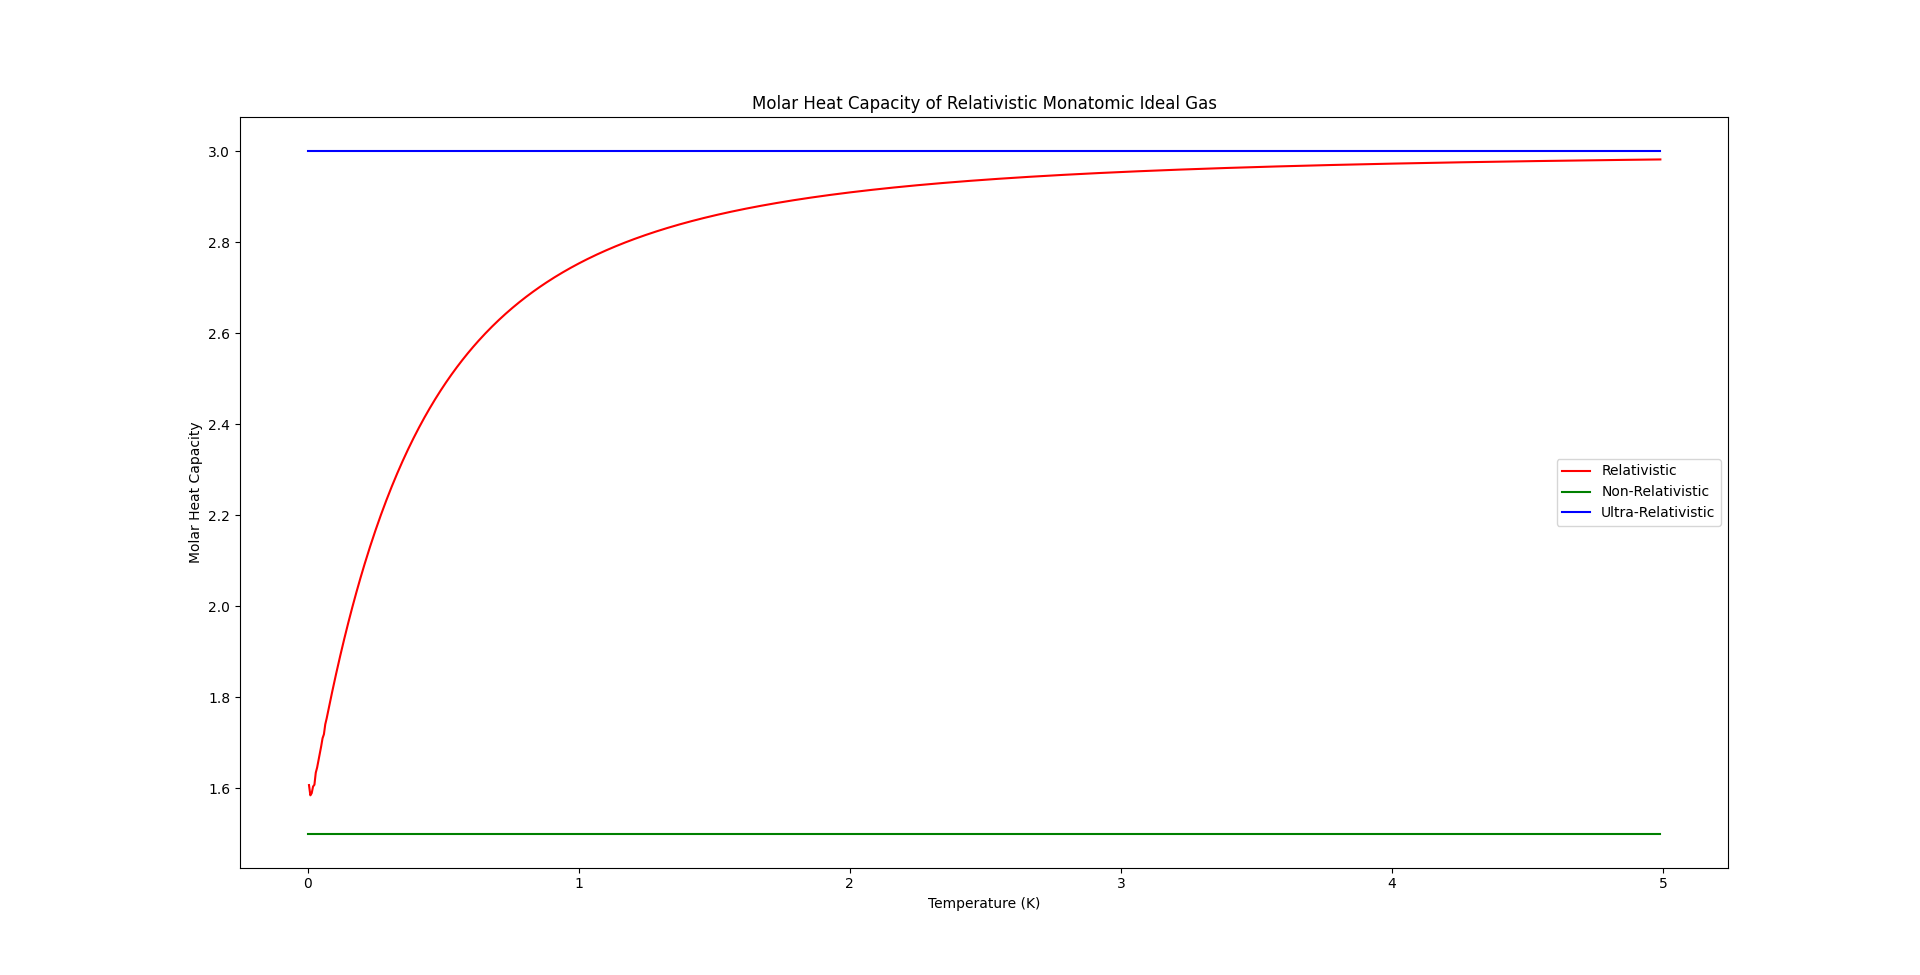 Molar Heat Capacity of Relativistic Monatomic Ideal Gas
3.0
2.8
2.6
2.4
2.2
2.0
1.8
1.6
Molar Heat Capacity
Relativistic
Non-Relativistic
Ultra-Relativistic
0 1 2 3 4 5
Temperature (K)